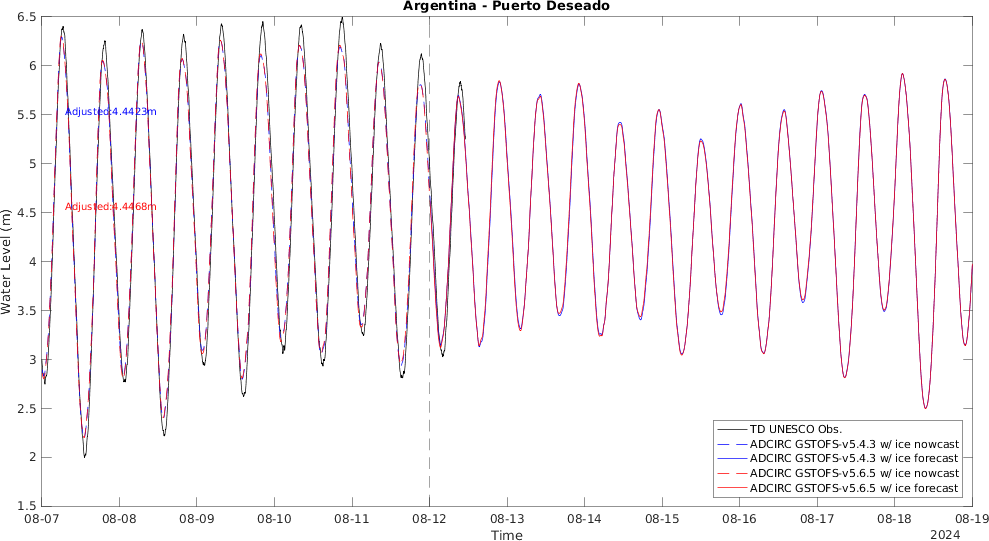 Argentina - Puerto Deseado
6.5
6
5.5
5
4.5
4
3.5
3
2.5
2
1.5
Water Level (m)
Adjusted:4.4423m
Adjusted:4.4468m
TD UNESCO Obs.
ADCIRC GSTOFS-v5.4.3 w/ ice nowcast
ADCIRC GSTOFS-v5.4.3 w/ ice forecast
ADCIRC GSTOFS-v5.6.5 w/ ice nowcast
ADCIRC GSTOFS-v5.6.5 w/ ice forecast
08-07 08-08 08-09 08-10 08-11 08-12 08-13 08-14 08-15 08-16 08-17 08-18 08-19
Time
2024